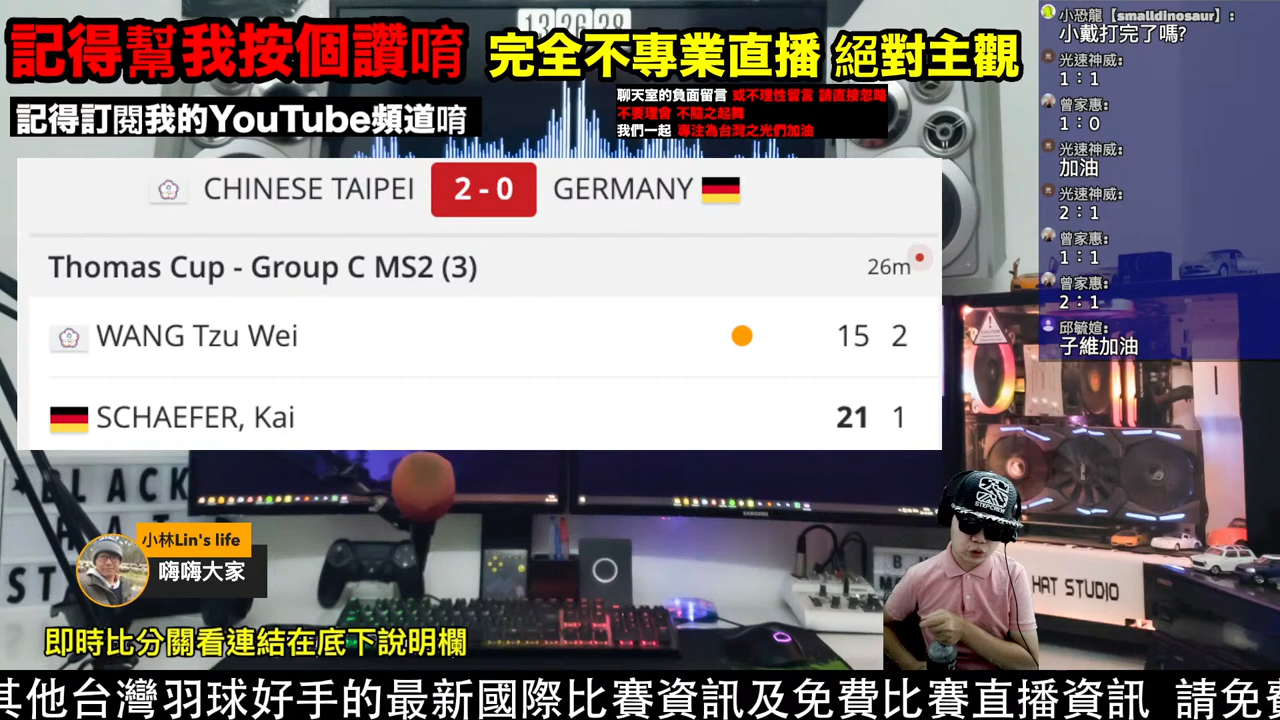 13:26:28
記得幫我按個讚唷
完全不專業直播 絕對主觀
記得訂閱我的YouTube頻道唷
聊天室的負面留言 或不理性留言 請直接忽略
不要理會 不隨之起舞
我們一起 專注為台灣之光們加油
CHINESE TAIPEI 2 - 0 GERMANY
Thomas Cup - Group C MS2 (3) 26m
WANG Tzu Wei 15 2
SCHAEFER, Kai 21 1
小恐龍【smalldinosaur】:
小戴打完了嗎?
光速神威:
1:1
曾家惠:
1:0
光速神威:
加油
光速神威:
2:1
曾家惠:
1:1
曾家惠:
2:1
邱毓媗:
子維加油
BLACK
HAT
ST
小林Lin's life
嗨嗨大家
STEPCREW
HAT STUDIO
SAMSUNG
即時比分關看連結在底下說明欄
其他台灣羽球好手的最新國際比賽資訊及免費比賽直播資訊 請免費